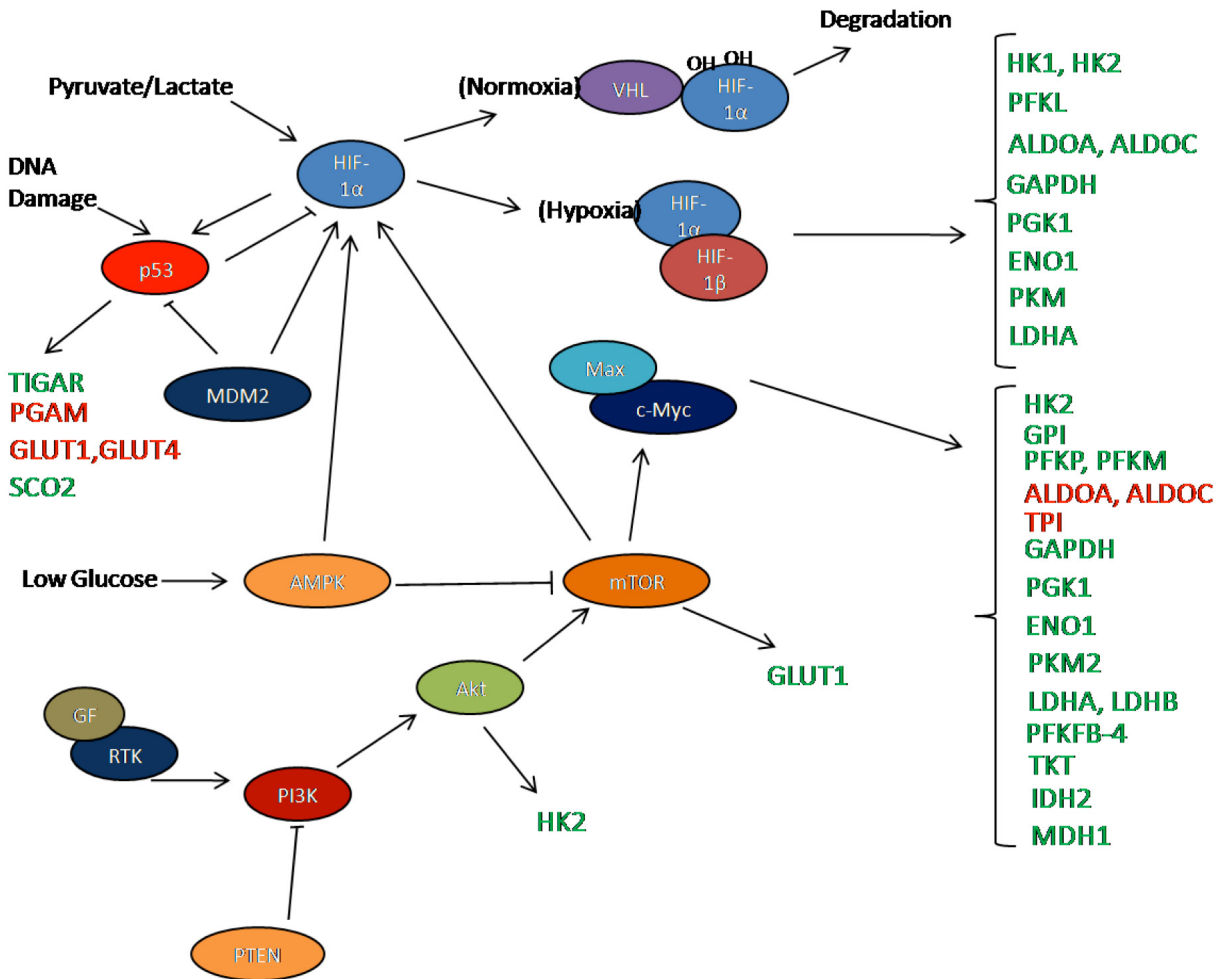 Degradation
Pyruvate/Lactate
(Normoxia)
VHL
OH OH
HIF-
1α
HIF-
1α
DNA
Damage
(Hypoxia)
HIF-
1α
HIF-
1β
p53
MDM2
TIGAR
PGAM
GLUT1,GLUT4
SCO2
Max
c-Myc
Low Glucose
AMPK
mTOR
GLUT1
Akt
GF
RTK
PI3K
HK2
PTEN
HK1, HK2
PFKL
ALDOA, ALDOC
GAPDH
PGK1
ENO1
PKM
LDHA
HK2
GPI
PFKP, PFKM
ALDOA, ALDOC
TPI
GAPDH
PGK1
ENO1
PKM2
LDHA, LDHB
PFKFB-4
TKT
IDH2
MDH1